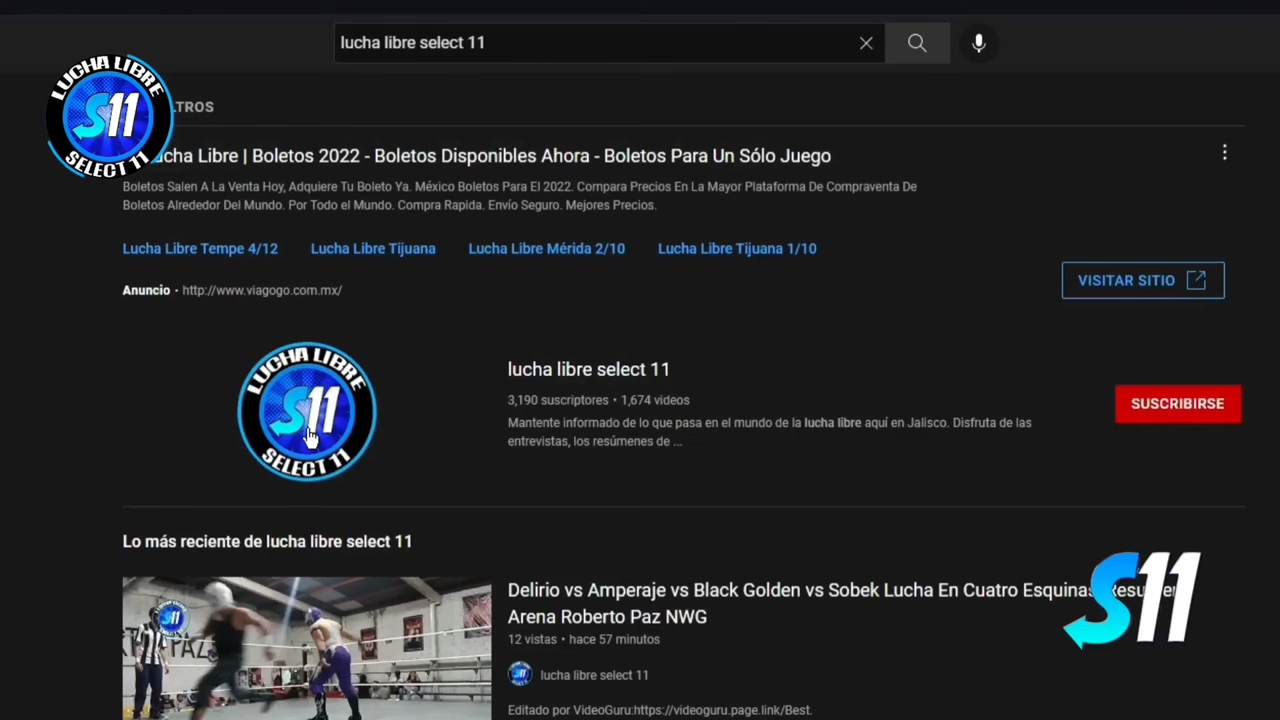 lucha libre select 11
LUCHA LIBRE
S11
SELECT 11
TROS
cha Libre | Boletos 2022 - Boletos Disponibles Ahora - Boletos Para Un Sólo Juego
Boletos Salen A La Venta Hoy, Adquiere Tu Boleto Ya. México Boletos Para El 2022. Compara Precios En La Mayor Plataforma De Compraventa De
Boletos Alrededor Del Mundo. Por Todo el Mundo. Compra Rapida. Envío Seguro. Mejores Precios.
Lucha Libre Tempe 4/12 Lucha Libre Tijuana Lucha Libre Mérida 2/10 Lucha Libre Tijuana 1/10
VISITAR SITIO
Anuncio · http://www.viagogo.com.mx/
LUCHA LIBRE
S11
SELECT 11
lucha libre select 11
3,190 suscriptores · 1,674 videos
Mantente informado de lo que pasa en el mundo de la lucha libre aquí en Jalisco. Disfruta de las
entrevistas, los resúmenes de ...
SUSCRIBIRSE
Lo más reciente de lucha libre select 11
Delirio vs Amperaje vs Black Golden vs Sobek Lucha En Cuatro Esquinas
Arena Roberto Paz NWG
12 vistas · hace 57 minutos
lucha libre select 11
Editado por VideoGuru:https://videoguru.page.link/Best.
S11